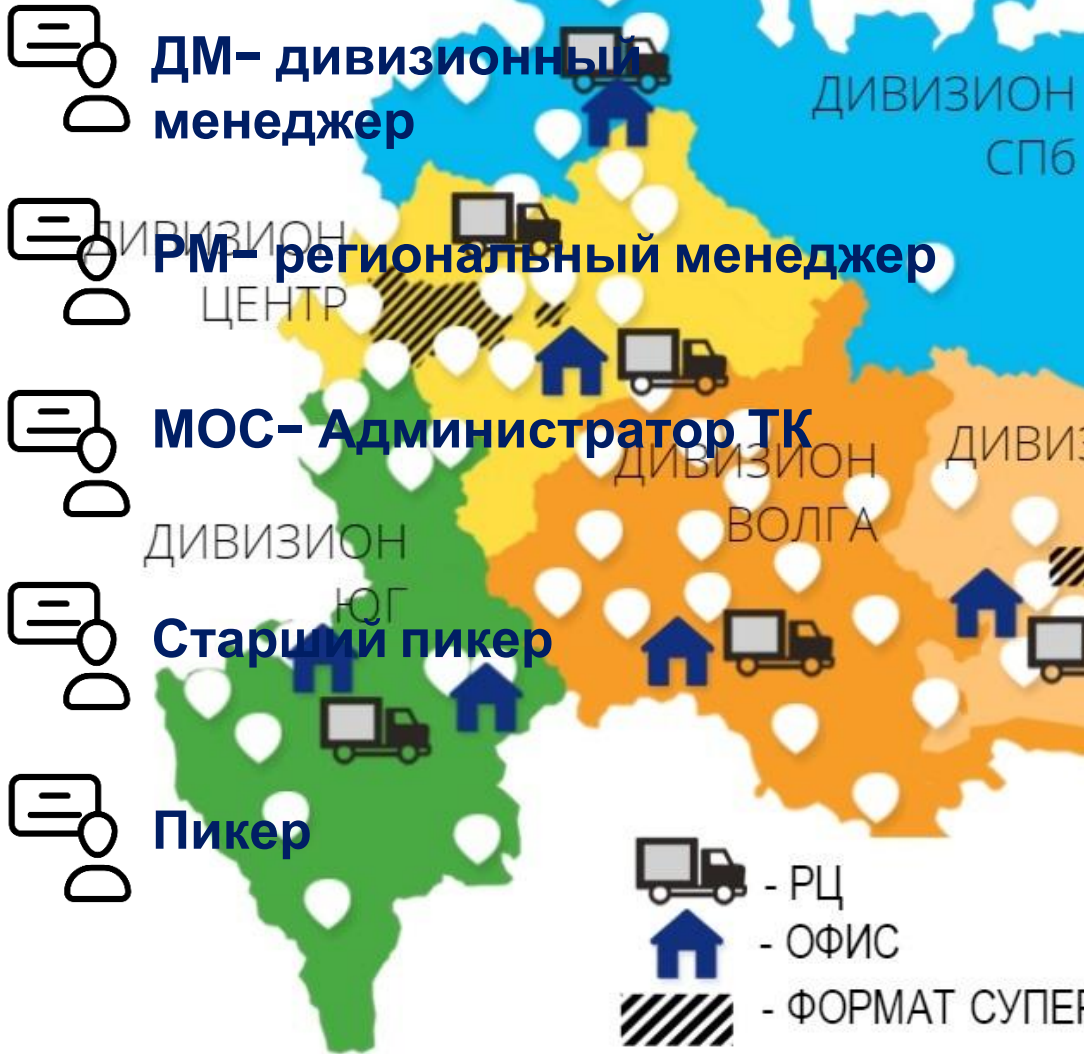 ДМ- дивизионный
менеджер
ДИВИЗИОН
СПб
ДИВИЗИОН
ЦЕНТР
РМ- региональный менеджер
МОС- Администратор ТК
ДИВИЗИОН
ВОЛГА
ДИВИЗ
ДИВИЗИОН
ЮГ
Старший пикер
Пикер
- РЦ
- ОФИС
- ФОРМАТ СУПЕР